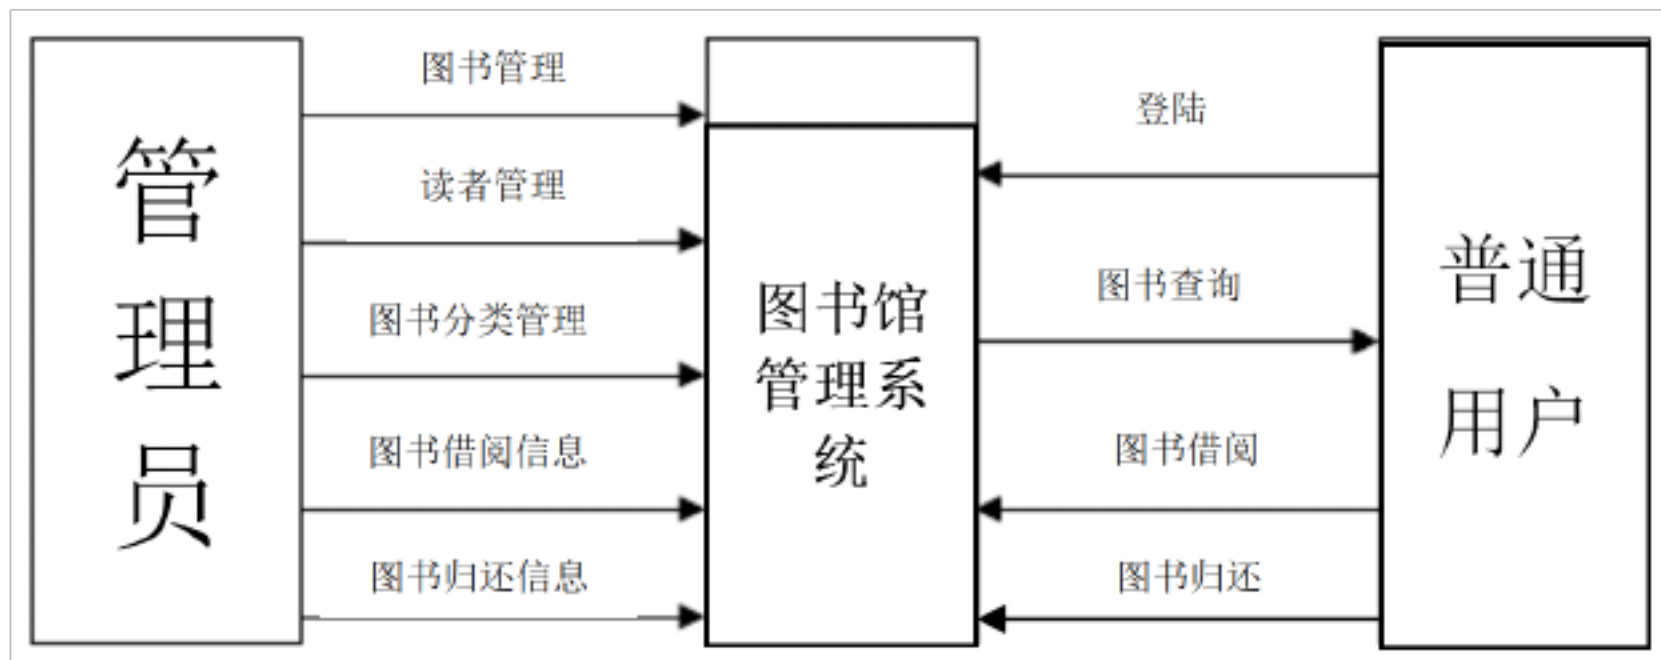 管
理
员
图书管理
读者管理
图书分类管理
图书借阅信息
图书归还信息
图书馆
管理系
统
登陆
图书查询
图书借阅
图书归还
普通
用户